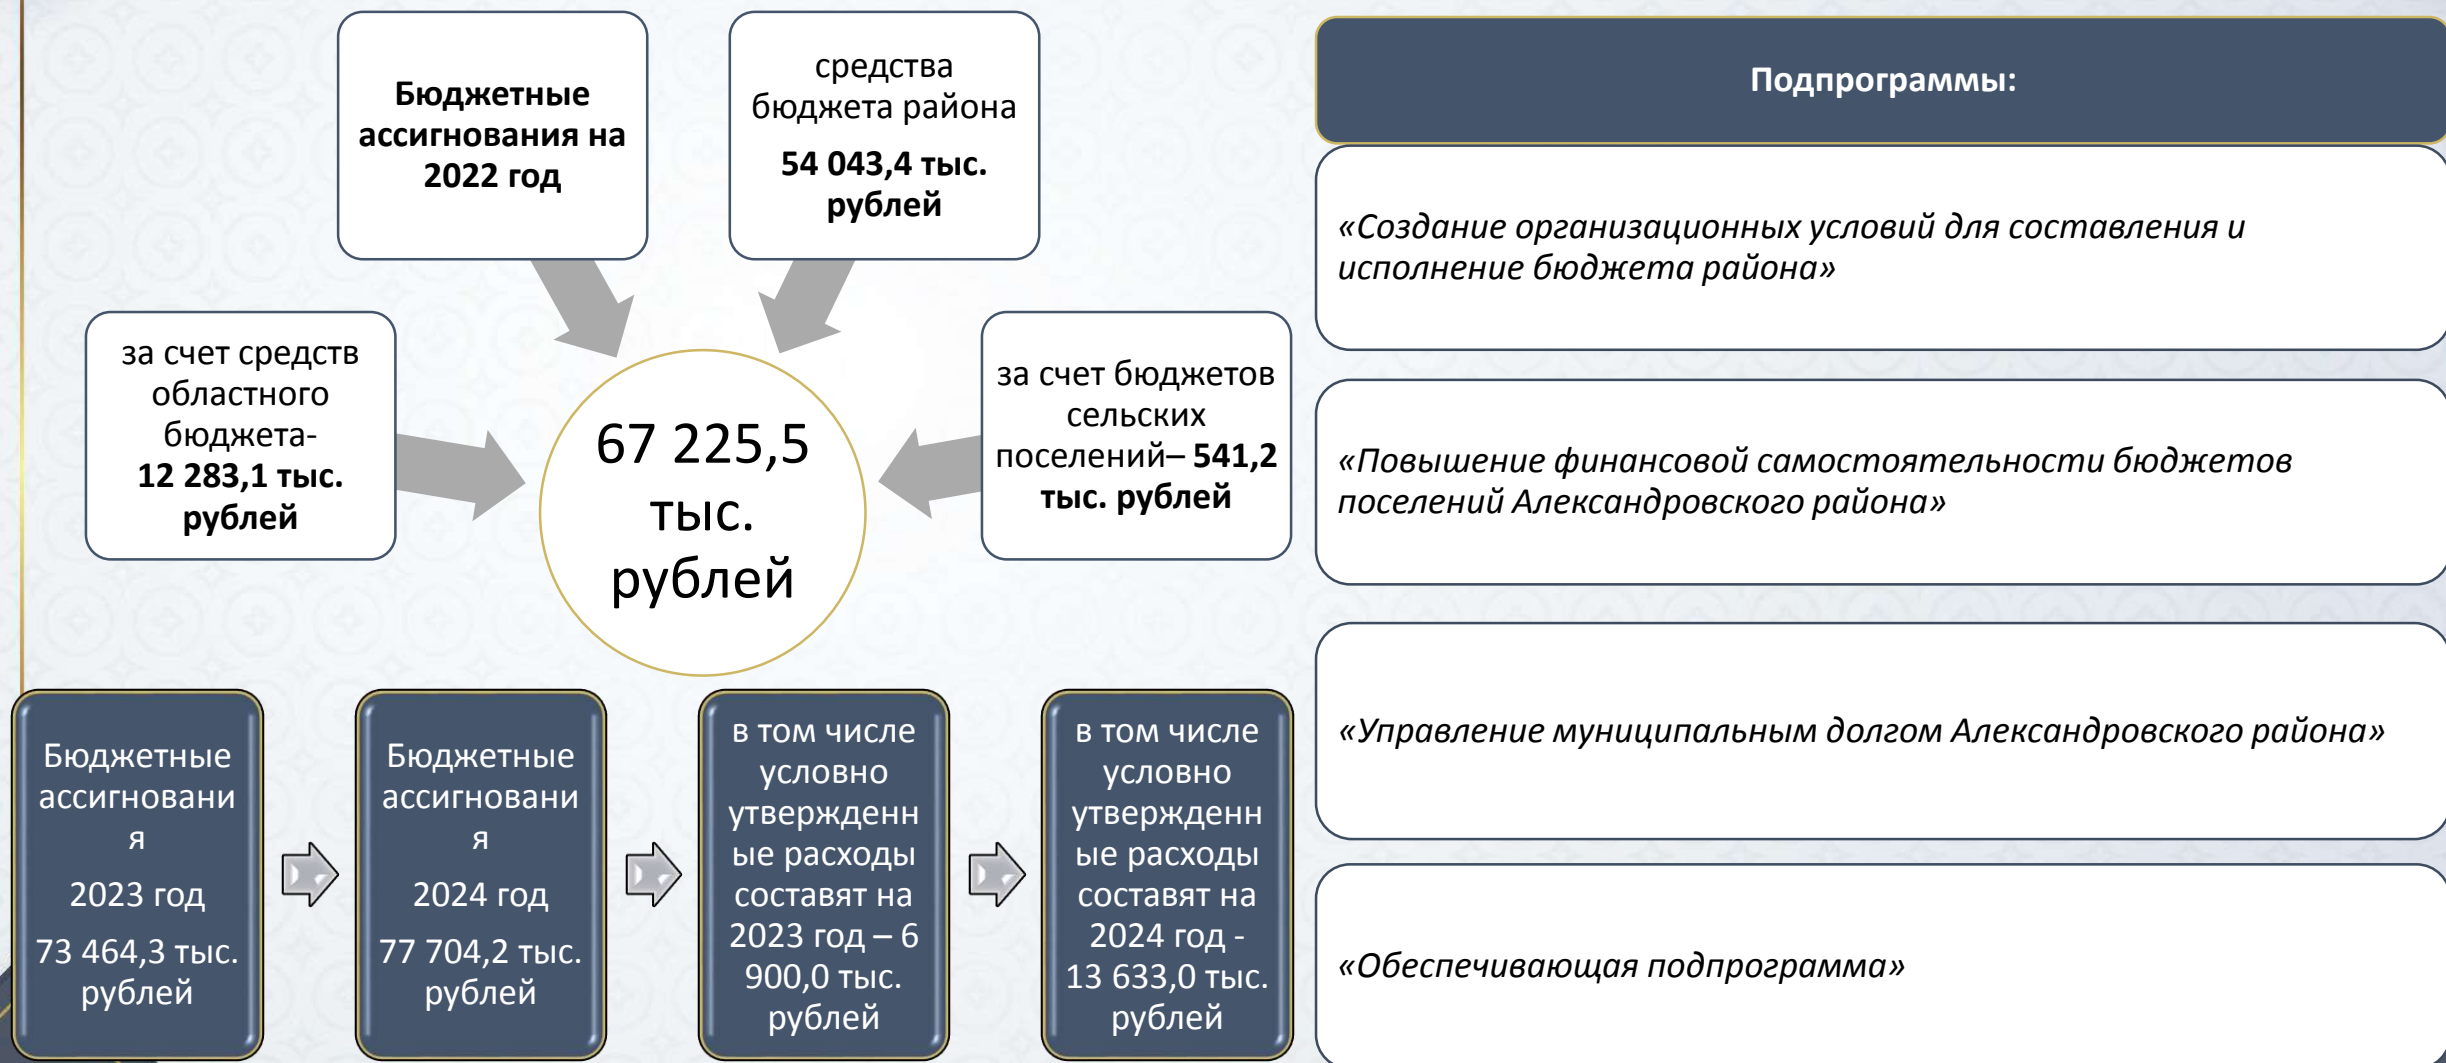 Бюджетные
ассигнования на
2022 год
средства
бюджета района
54 043,4 тыс.
рублей
за счет средств
областного
бюджета-
12 283,1 тыс.
рублей
67 225,5
тыс.
рублей
за счет бюджетов
сельских
поселений– 541,2
тыс. рублей
Бюджетные
ассигновани
я
2023 год
73 464,3 тыс.
рублей
Бюджетные
ассигновани
я
2024 год
77 704,2 тыс.
рублей
в том числе
условно
утвержденн
ые расходы
составят на
2023 год – 6
900,0 тыс.
рублей
в том числе
условно
утвержденн
ые расходы
составят на
2024 год -
13 633,0 тыс.
рублей
Подпрограммы:
«Создание организационных условий для составления и
исполнение бюджета района»
«Повышение финансовой самостоятельности бюджетов
поселений Александровского района»
«Управление муниципальным долгом Александровского района»
«Обеспечивающая подпрограмма»